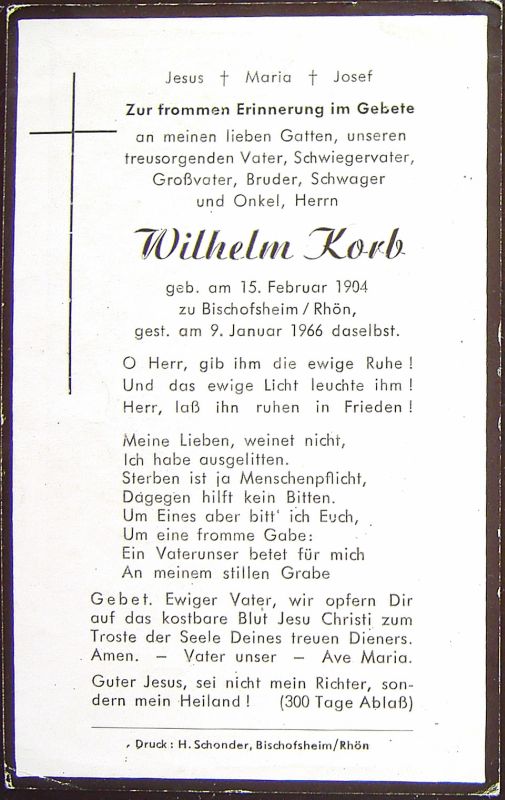 Jesus † Maria † Josef
Zur frommen Erinnerung im Gebete
an meinen lieben Gatten, unseren
treusorgenden Vater, Schwiegervater,
Großvater, Bruder, Schwager
und Onkel, Herrn
Wilhelm Korb
geb. am 15. Februar 1904
zu Bischofsheim / Rhön,
gest. am 9. Januar 1966 daselbst.
O Herr, gib ihm die ewige Ruhe !
Und das ewige Licht leuchte ihm !
Herr, laß ihn ruhen in Frieden !
Meine Lieben, weinet nicht,
Ich habe ausgelitten.
Sterben ist ja Menschenpflicht,
Dagegen hilft kein Bitten.
Um Eines aber bitt' ich Euch,
Um eine fromme Gabe:
Ein Vaterunser betet für mich
An meinem stillen Grabe
Gebet. Ewiger Vater, wir opfern Dir
auf das kostbare Blut Jesu Christi zum
Troste der Seele Deines treuen Dieners.
Amen. — Vater unser — Ave Maria.
Guter Jesus, sei nicht mein Richter, son-
dern mein Heiland ! (300 Tage Ablaß)
Druck : H. Schonder, Bischofsheim/Rhön